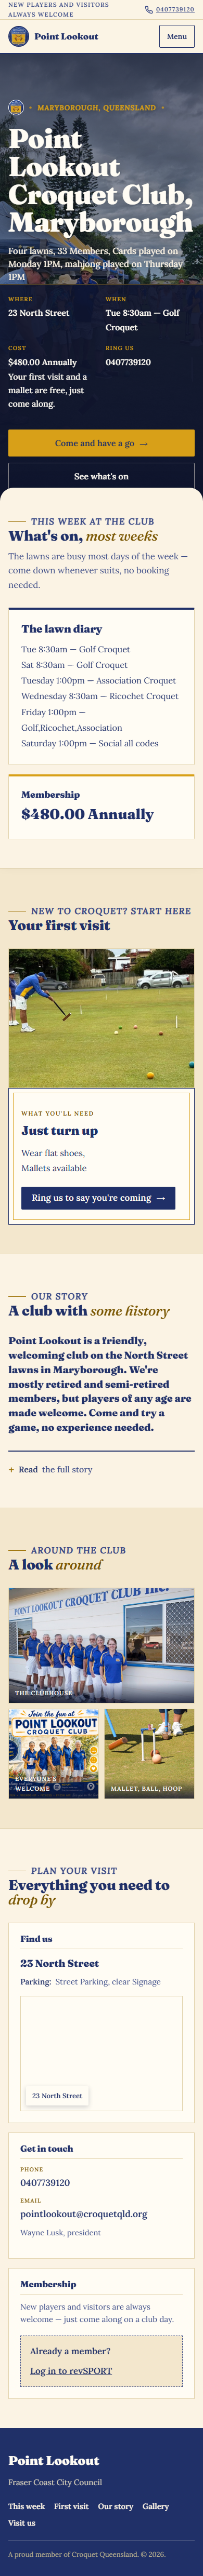 NEW PLAYERS AND VISITORS
ALWAYS WELCOME
0407739120
Point Lookout
Menu
MARYBOROUGH, QUEENSLAND
Point
Lookout
Croquet Club,
Maryborough
Four lawns, 33 Members, Cards played on
Monday 1PM, mahjong played on Thursday
1PM
WHERE
23 North Street
WHEN
Tue 8:30am — Golf
Croquet
COST
$480.00 Annually
Your first visit and a
mallet are free, just
come along.
RING US
0407739120
Come and have a go →
See what's on
THIS WEEK AT THE CLUB
What's on, most weeks
The lawns are busy most days of the week —
come down whenever suits, no booking
needed.
The lawn diary
Tue 8:30am — Golf Croquet
Sat 8:30am — Golf Croquet
Tuesday 1:00pm — Association Croquet
Wednesday 8:30am — Ricochet Croquet
Friday 1:00pm —
Golf,Ricochet,Association
Saturday 1:00pm — Social all codes
Membership
$480.00 Annually
NEW TO CROQUET? START HERE
Your first visit
WHAT YOU'LL NEED
Just turn up
Wear flat shoes,
Mallets available
Ring us to say you're coming →
OUR STORY
A club with some history
Point Lookout is a friendly,
welcoming club on the North Street
lawns in Maryborough. We're
mostly retired and semi-retired
members, but players of any age are
made welcome. Come and try a
game, no experience needed.
+ Read the full story
AROUND THE CLUB
A look around
POINT LOOKOUT CROQUET CLUB Inc.
THE CLUBHOUSE
Join the fun at
POINT LOOKOUT
CROQUET CLUB
EVERYONE'S
WELCOME
MALLET, BALL, HOOP
PLAN YOUR VISIT
Everything you need to
drop by
Find us
23 North Street
Parking: Street Parking, clear Signage
23 North Street
Get in touch
PHONE
0407739120
EMAIL
pointlookout@croquetqld.org
Wayne Lusk, president
Membership
New players and visitors are always
welcome — just come along on a club day.
Already a member?
Log in to revSPORT
Point Lookout
Fraser Coast City Council
This week First visit Our story Gallery
Visit us
A proud member of Croquet Queensland. © 2026.